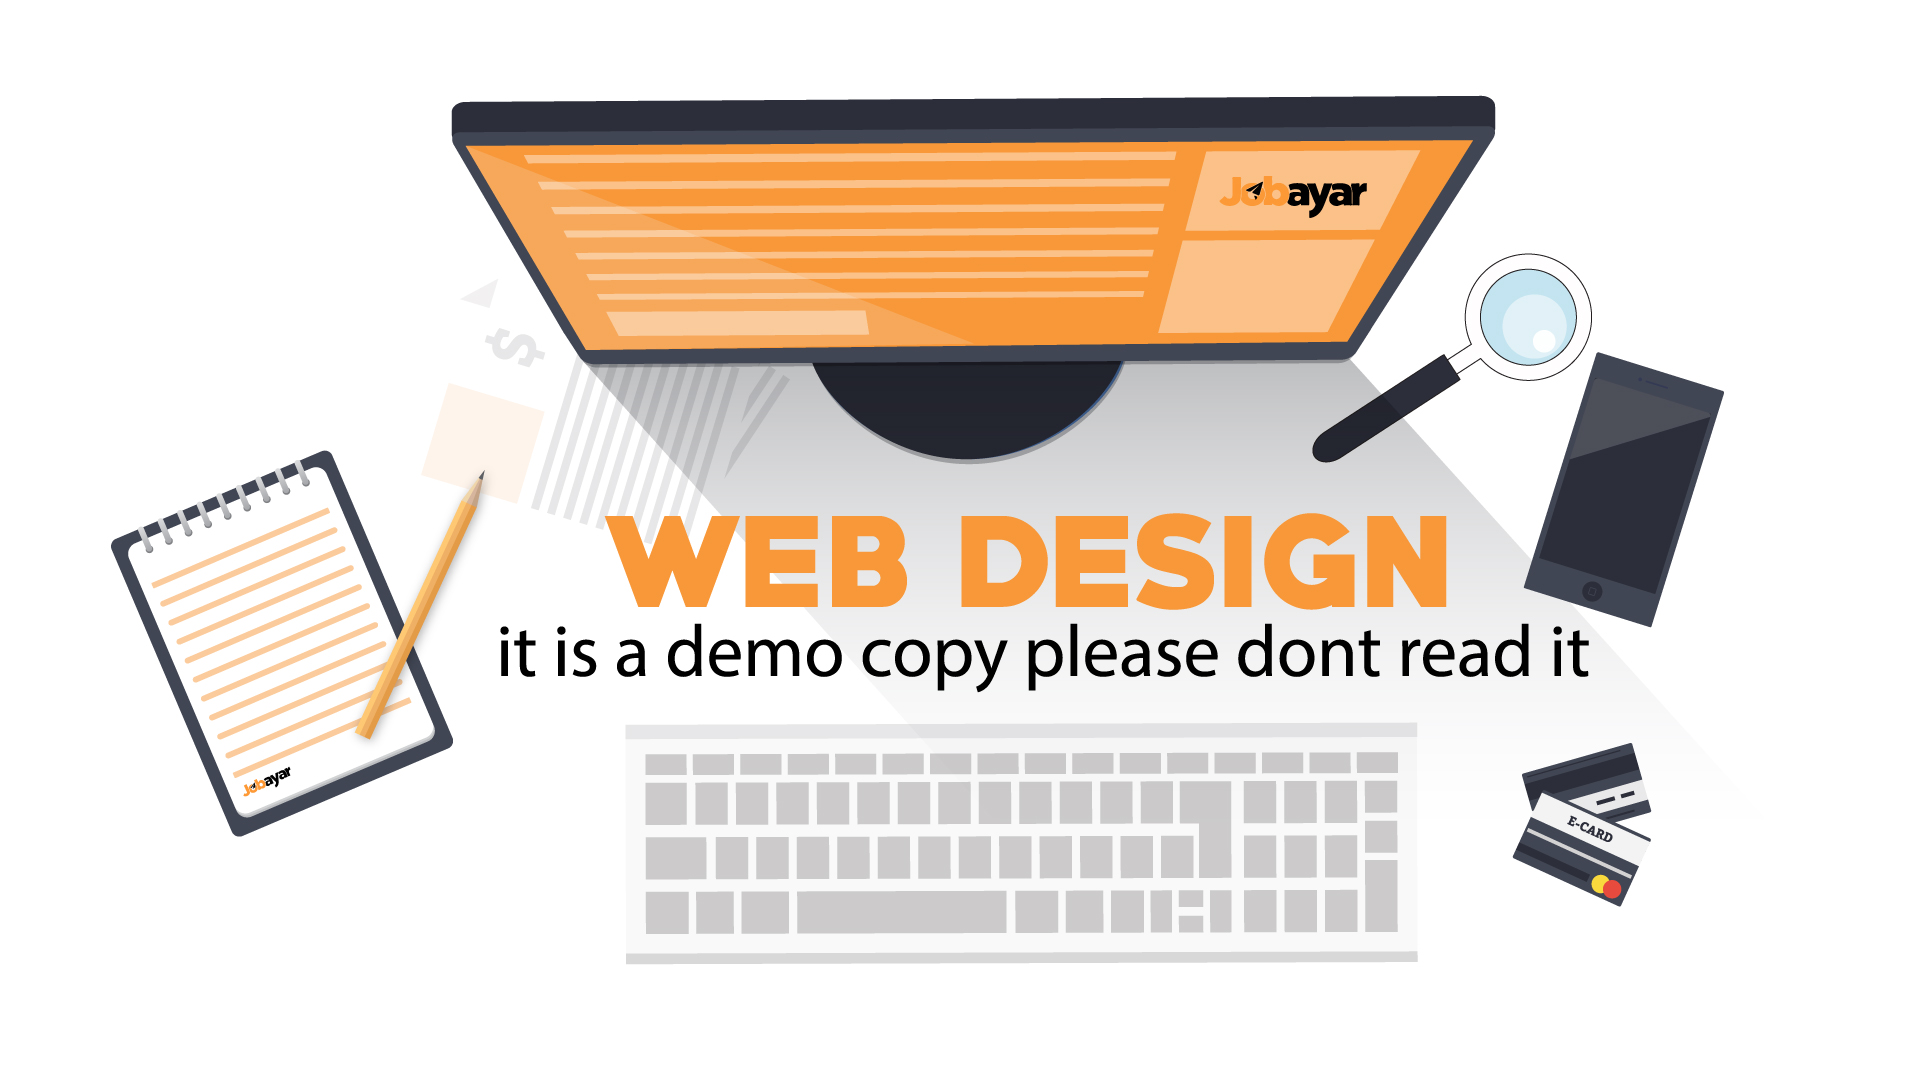 Jobayar
$
WEB DESIGN
it is a demo copy please dont read it
Jobayar
E-CARD